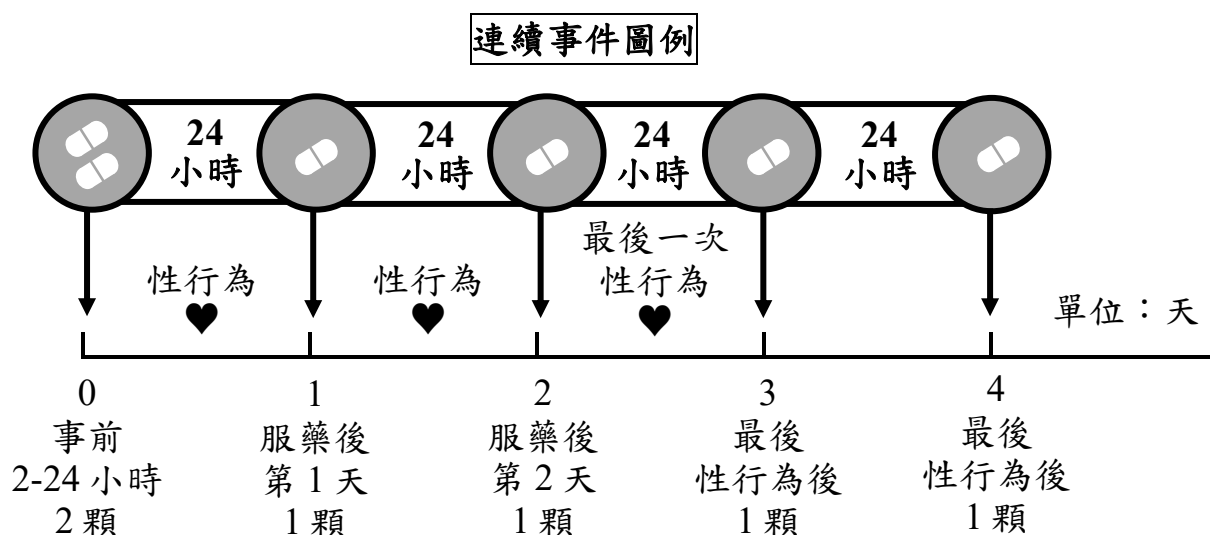 連續事件圖例
24
小時
24
小時
24
小時
24
小時
性行為
性行為
最後一次
性行為
單位：天
0
事前
2-24 小時
2 顆
1
服藥後
第 1 天
1 顆
2
服藥後
第 2 天
1 顆
3
最後
性行為後
1 顆
4
最後
性行為後
1 顆